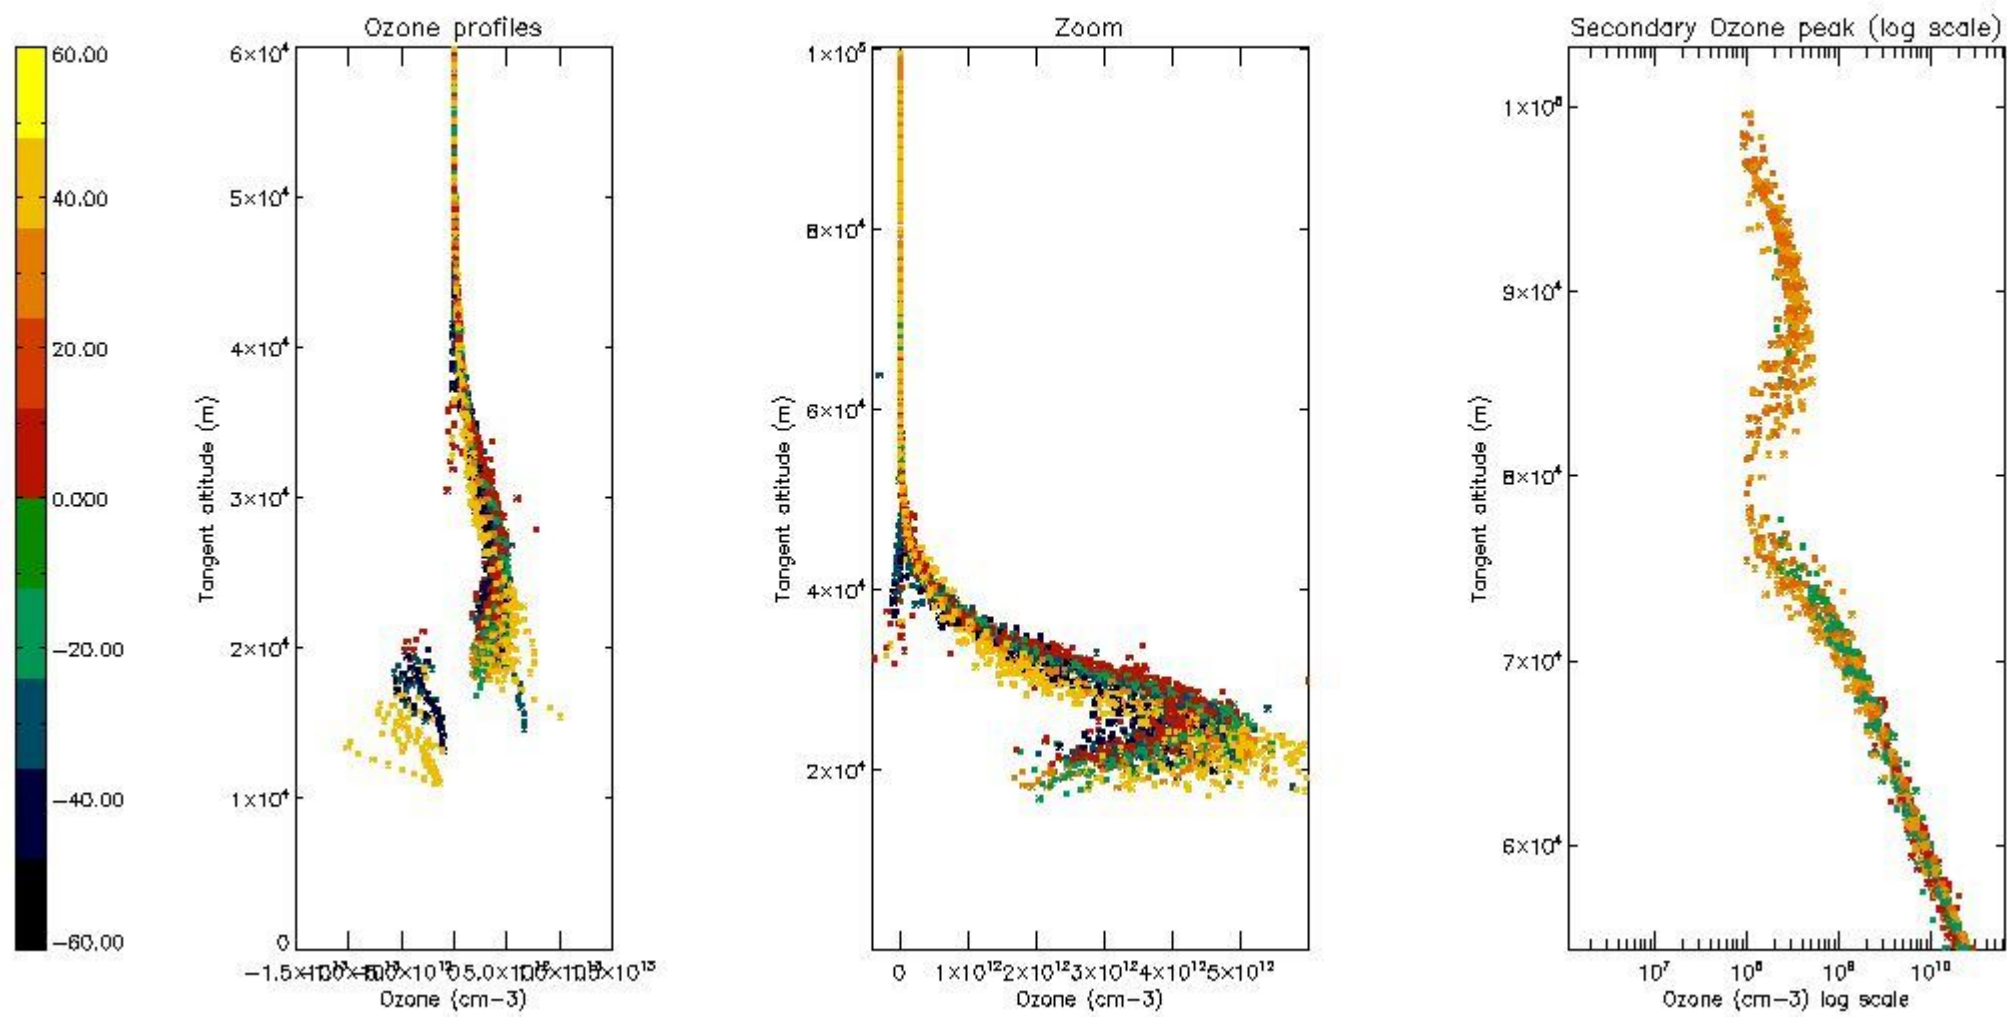 Ozone profiles
Zoom
Secondary Ozone peak (log scale)
60.00
40.00
20.00
−20.00
−40.00
−60.00
6×10⁴
5×10⁴
4×10⁴
3×10⁴
2×10⁴
1×10⁴
0
Tangent altitude (m)
Ozone (cm−3)
1×10⁵
8×10⁴
6×10⁴
4×10⁴
2×10⁴
Tangent altitude (m)
0 1×10¹² 2×10¹² 3×10¹² 4×10¹² 5×10¹²
Ozone (cm−3)
9×10⁴
8×10⁴
7×10⁴
6×10⁴
Tangent altitude (m)
10⁷ 10⁸ 10⁹ 10¹⁰
Ozone (cm−3) log scale